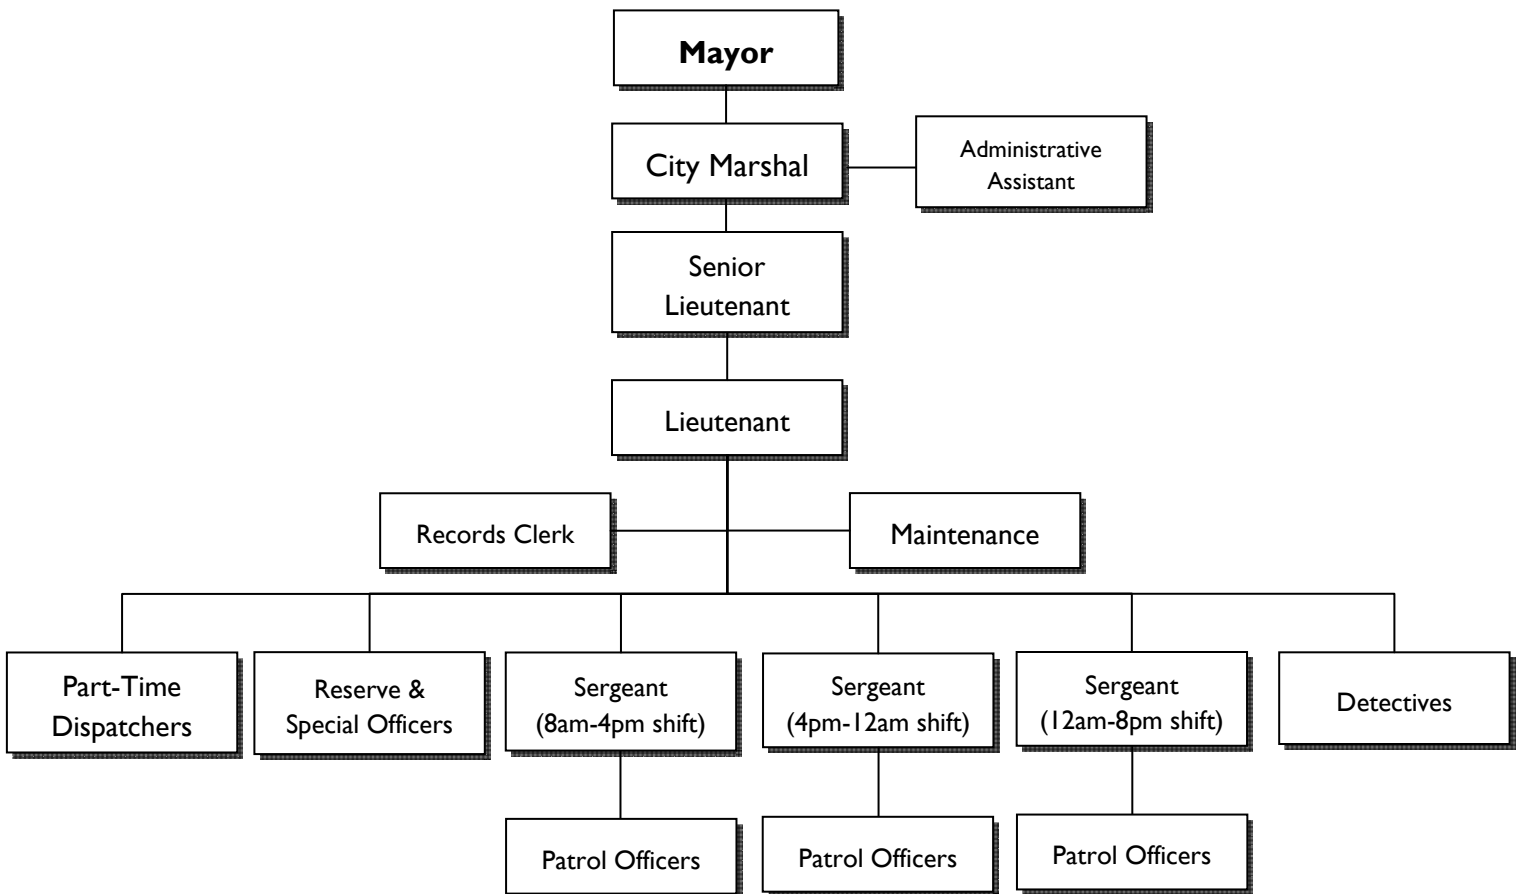 Mayor
City Marshal
Administrative
Assistant
Senior
Lieutenant
Lieutenant
Records Clerk
Maintenance
Part-Time
Dispatchers
Reserve &
Special Officers
Sergeant
(8am-4pm shift)
Sergeant
(4pm-12am shift)
Sergeant
(12am-8pm shift)
Detectives
Patrol Officers
Patrol Officers
Patrol Officers